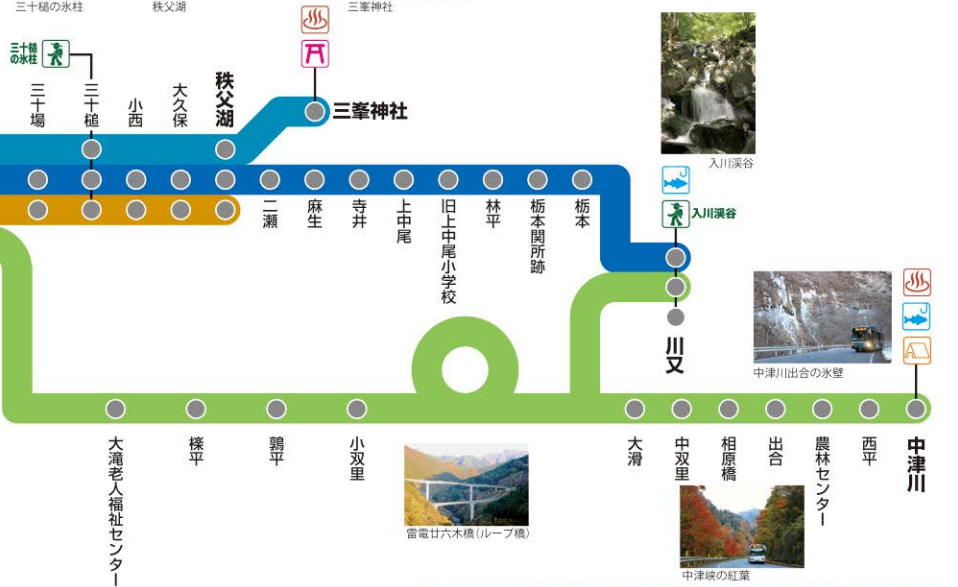 三十槌の氷柱
秩父湖
三峯神社
三十槌
の氷柱
三十場
三十槌
小西
大久保
秩父湖
三峯神社
入川渓谷
入川渓谷
二瀬
麻生
寺井
上中尾
旧上中尾小学校
林平
栃本関所跡
栃本
川又
中津川出合の氷壁
大滝老人福祉センター
檪平
鶉平
小双里
雷電廿六木橋(ループ橋)
大滑
中双里
相原橋
出合
農林センター
西平
中津川
中津峡の紅葉